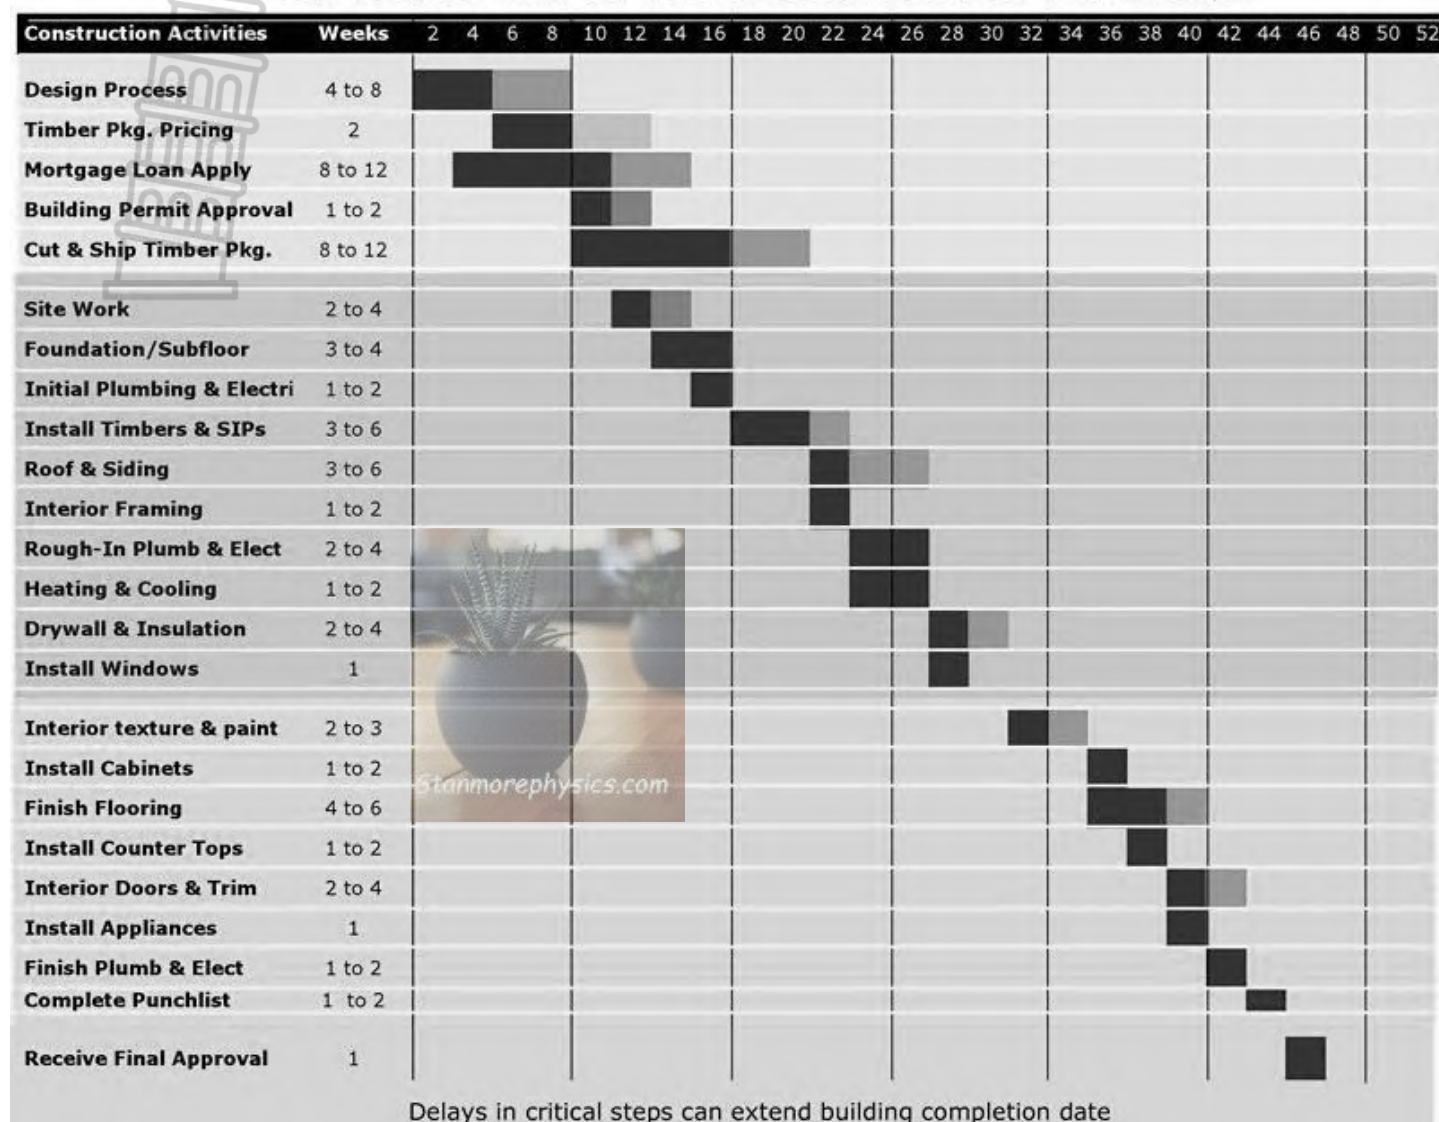 Construction Activities Weeks 2 4 6 8 10 12 14 16 18 20 22 24 26 28 30 32 34 36 38 40 42 44 46 48 50 52
Design Process 4 to 8
Timber Pkg. Pricing 2
Mortgage Loan Apply 8 to 12
Building Permit Approval 1 to 2
Cut & Ship Timber Pkg. 8 to 12
Site Work 2 to 4
Foundation/Subfloor 3 to 4
Initial Plumbing & Electri 1 to 2
Install Timbers & SIPs 3 to 6
Roof & Siding 3 to 6
Interior Framing 1 to 2
Rough-In Plumb & Elect 2 to 4
Heating & Cooling 1 to 2
Drywall & Insulation 2 to 4
Install Windows 1
Interior texture & paint 2 to 3
Install Cabinets 1 to 2
Stanmorephysics.com
Finish Flooring 4 to 6
Install Counter Tops 1 to 2
Interior Doors & Trim 2 to 4
Install Appliances 1
Finish Plumb & Elect 1 to 2
Complete Punchlist 1 to 2
Receive Final Approval 1
Delays in critical steps can extend building completion date